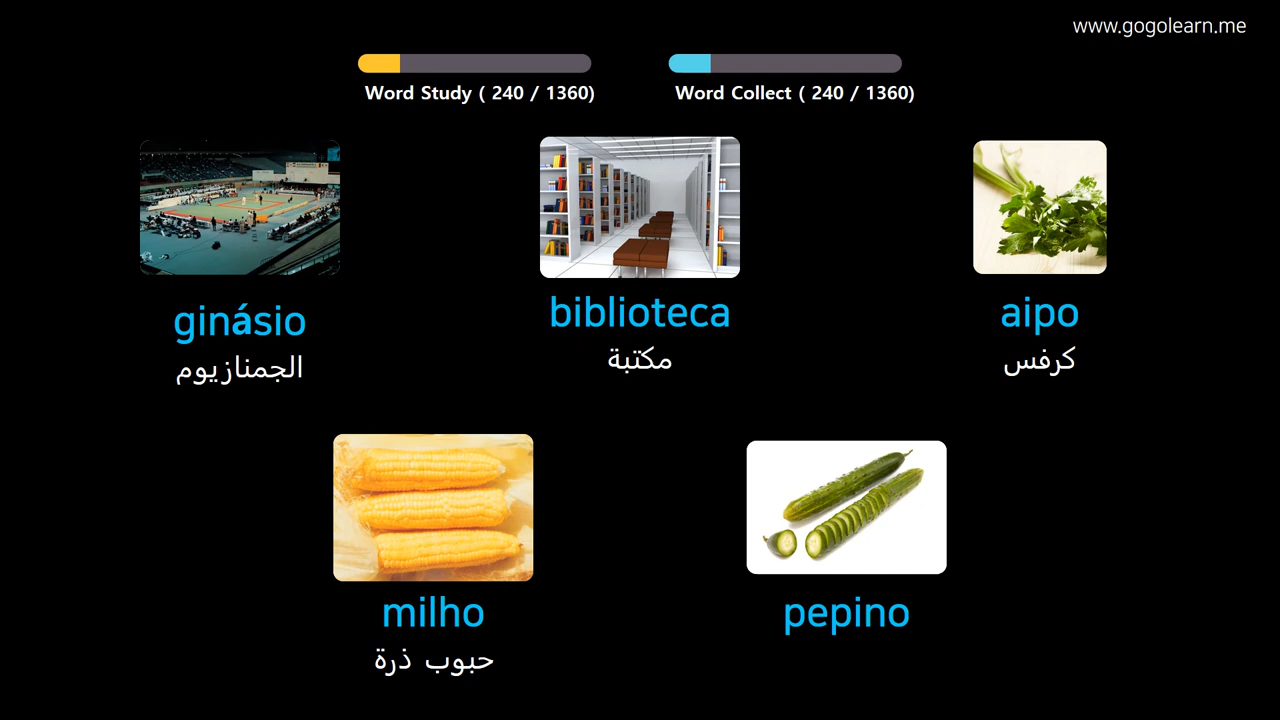 www.gogolearn.me
Word Study ( 240 / 1360)
Word Collect ( 240 / 1360)
ginásio
الجمنازيوم
biblioteca
مكتبة
aipo
كرفس
milho
حبوب ذرة
pepino